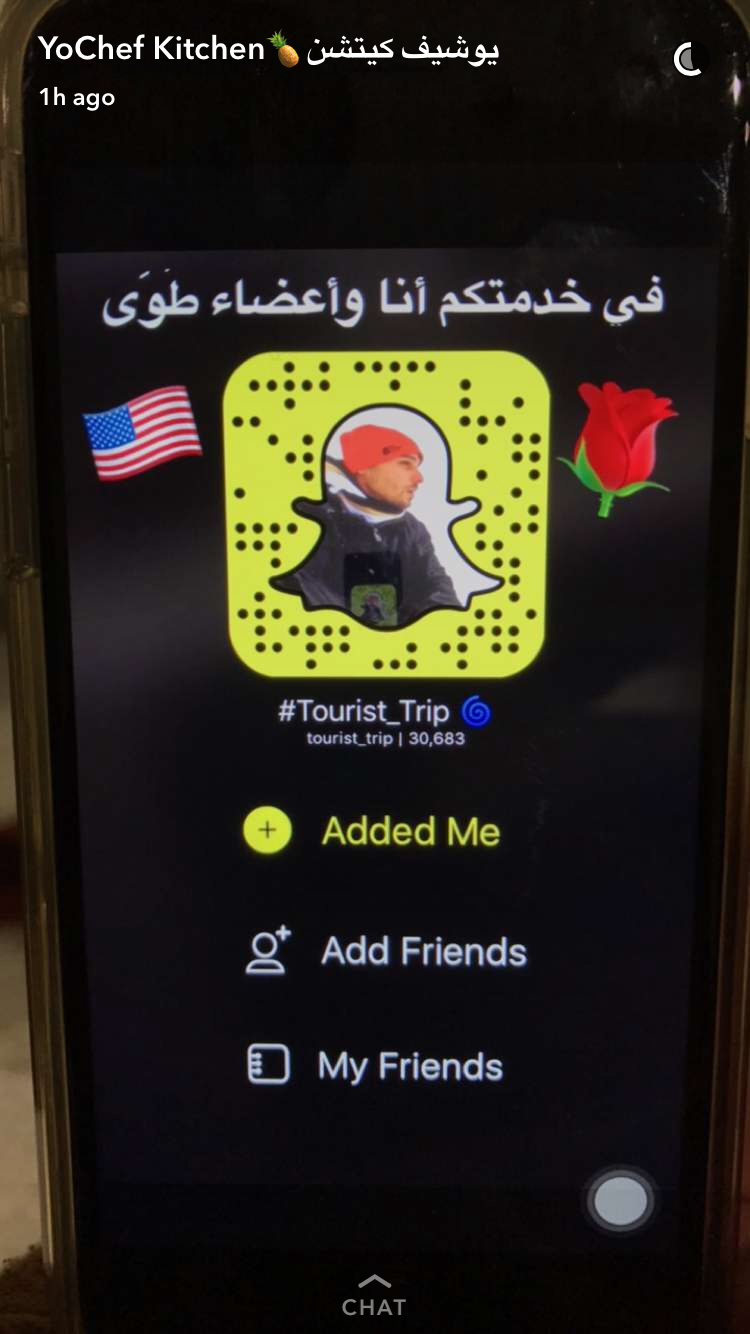 YoChef Kitchen🍍يوشيف كيتشن
1h ago
في خدمتكم أنا وأعضاء طَوَى
#Tourist_Trip 🌀
tourist_trip | 30,683
Added Me
Add Friends
My Friends
CHAT